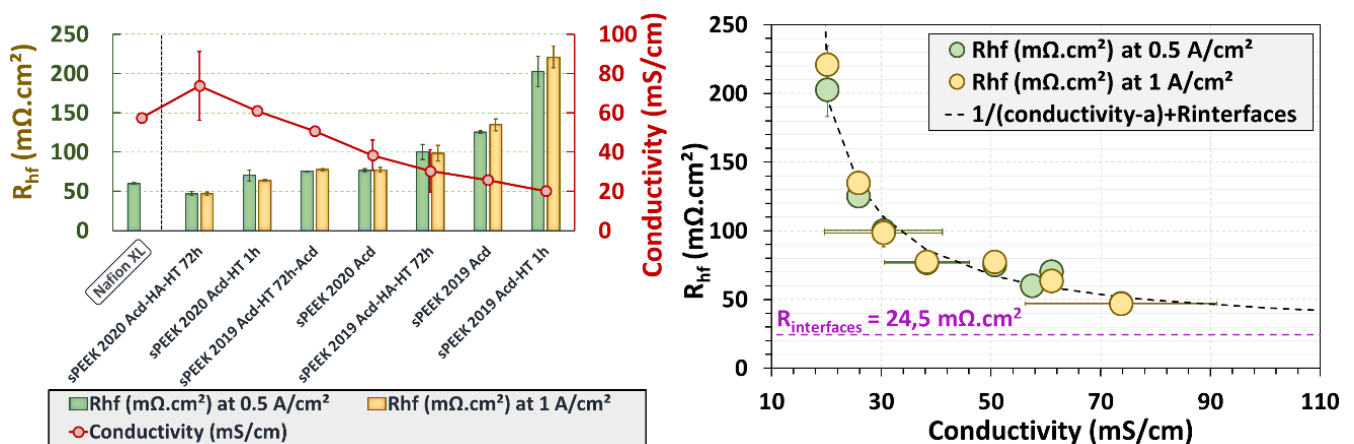 R_hf (mΩ.cm²)
250
200
150
100
50
0
100
80
60
40
20
0
Conductivity (mS/cm)
Nafion XL
sPEEK 2020 Acd-HA-HT 72h
sPEEK 2020 Acd-HT 1h
sPEEK 2019 Acd-HT 72h-Acd
sPEEK 2020 Acd
sPEEK 2019 Acd-HA-HT 72h
sPEEK 2019 Acd
sPEEK 2019 Acd-HT 1h
Rhf (mΩ.cm²) at 0.5 A/cm²
Rhf (mΩ.cm²) at 1 A/cm²
Conductivity (mS/cm)
R_hf (mΩ.cm²)
250
200
150
100
50
0
Rhf (mΩ.cm²) at 0.5 A/cm²
Rhf (mΩ.cm²) at 1 A/cm²
1/(conductivity-a)+Rinterfaces
R_interfaces = 24,5 mΩ.cm²
10 30 50 70 90 110
Conductivity (mS/cm)